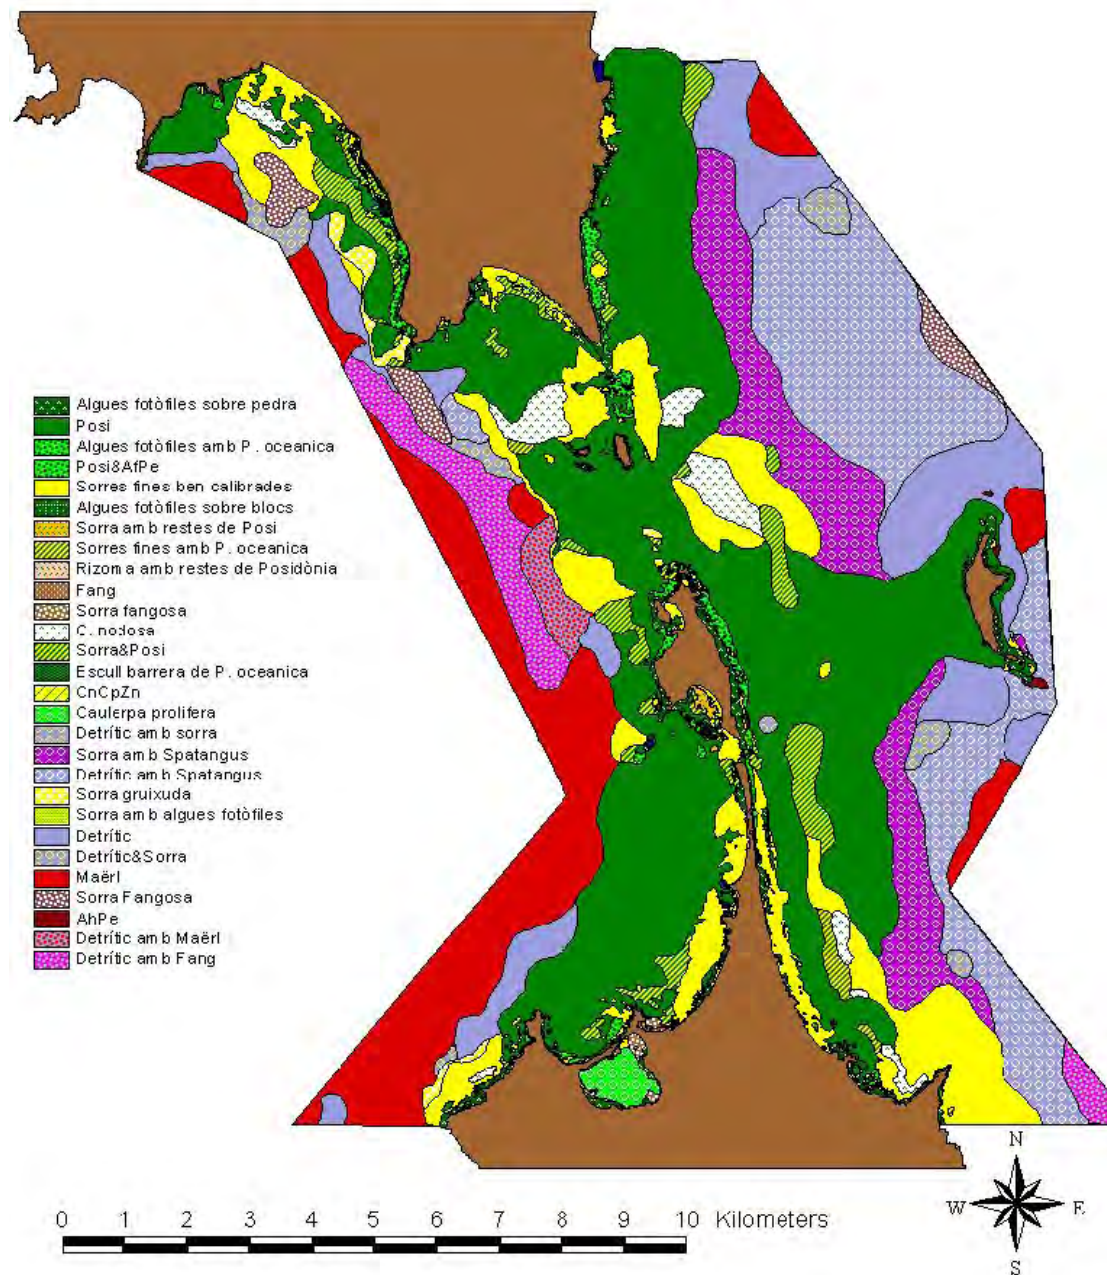 Algues fotòfiles sobre pedra
Posi
Algues fotòfiles amb P. oceanica
Posi&AfPe
Sorres fines ben calibrades
Algues fotòfiles sobre blocs
Sorra amb restes de Posi
Sorres fines amb P. oceanica
Rizoma amb restes de Posidònia
Fang
Sorra fangosa
C. nodosa
Sorra&Posi
Escull barrera de P. oceanica
CnCpZn
Caulerpa prolifera
Detrític amb sorra
Sorra amb Spatangus
Detrític amb Spatangus
Sorra gruixuda
Sorra amb algues fotòfiles
Detrític
Detrític&Sorra
Maërl
Sorra Fangosa
AhPe
Detrític amb Maërl
Detrític amb Fang
N
W E
S
0 1 2 3 4 5 6 7 8 9 10 Kilometers